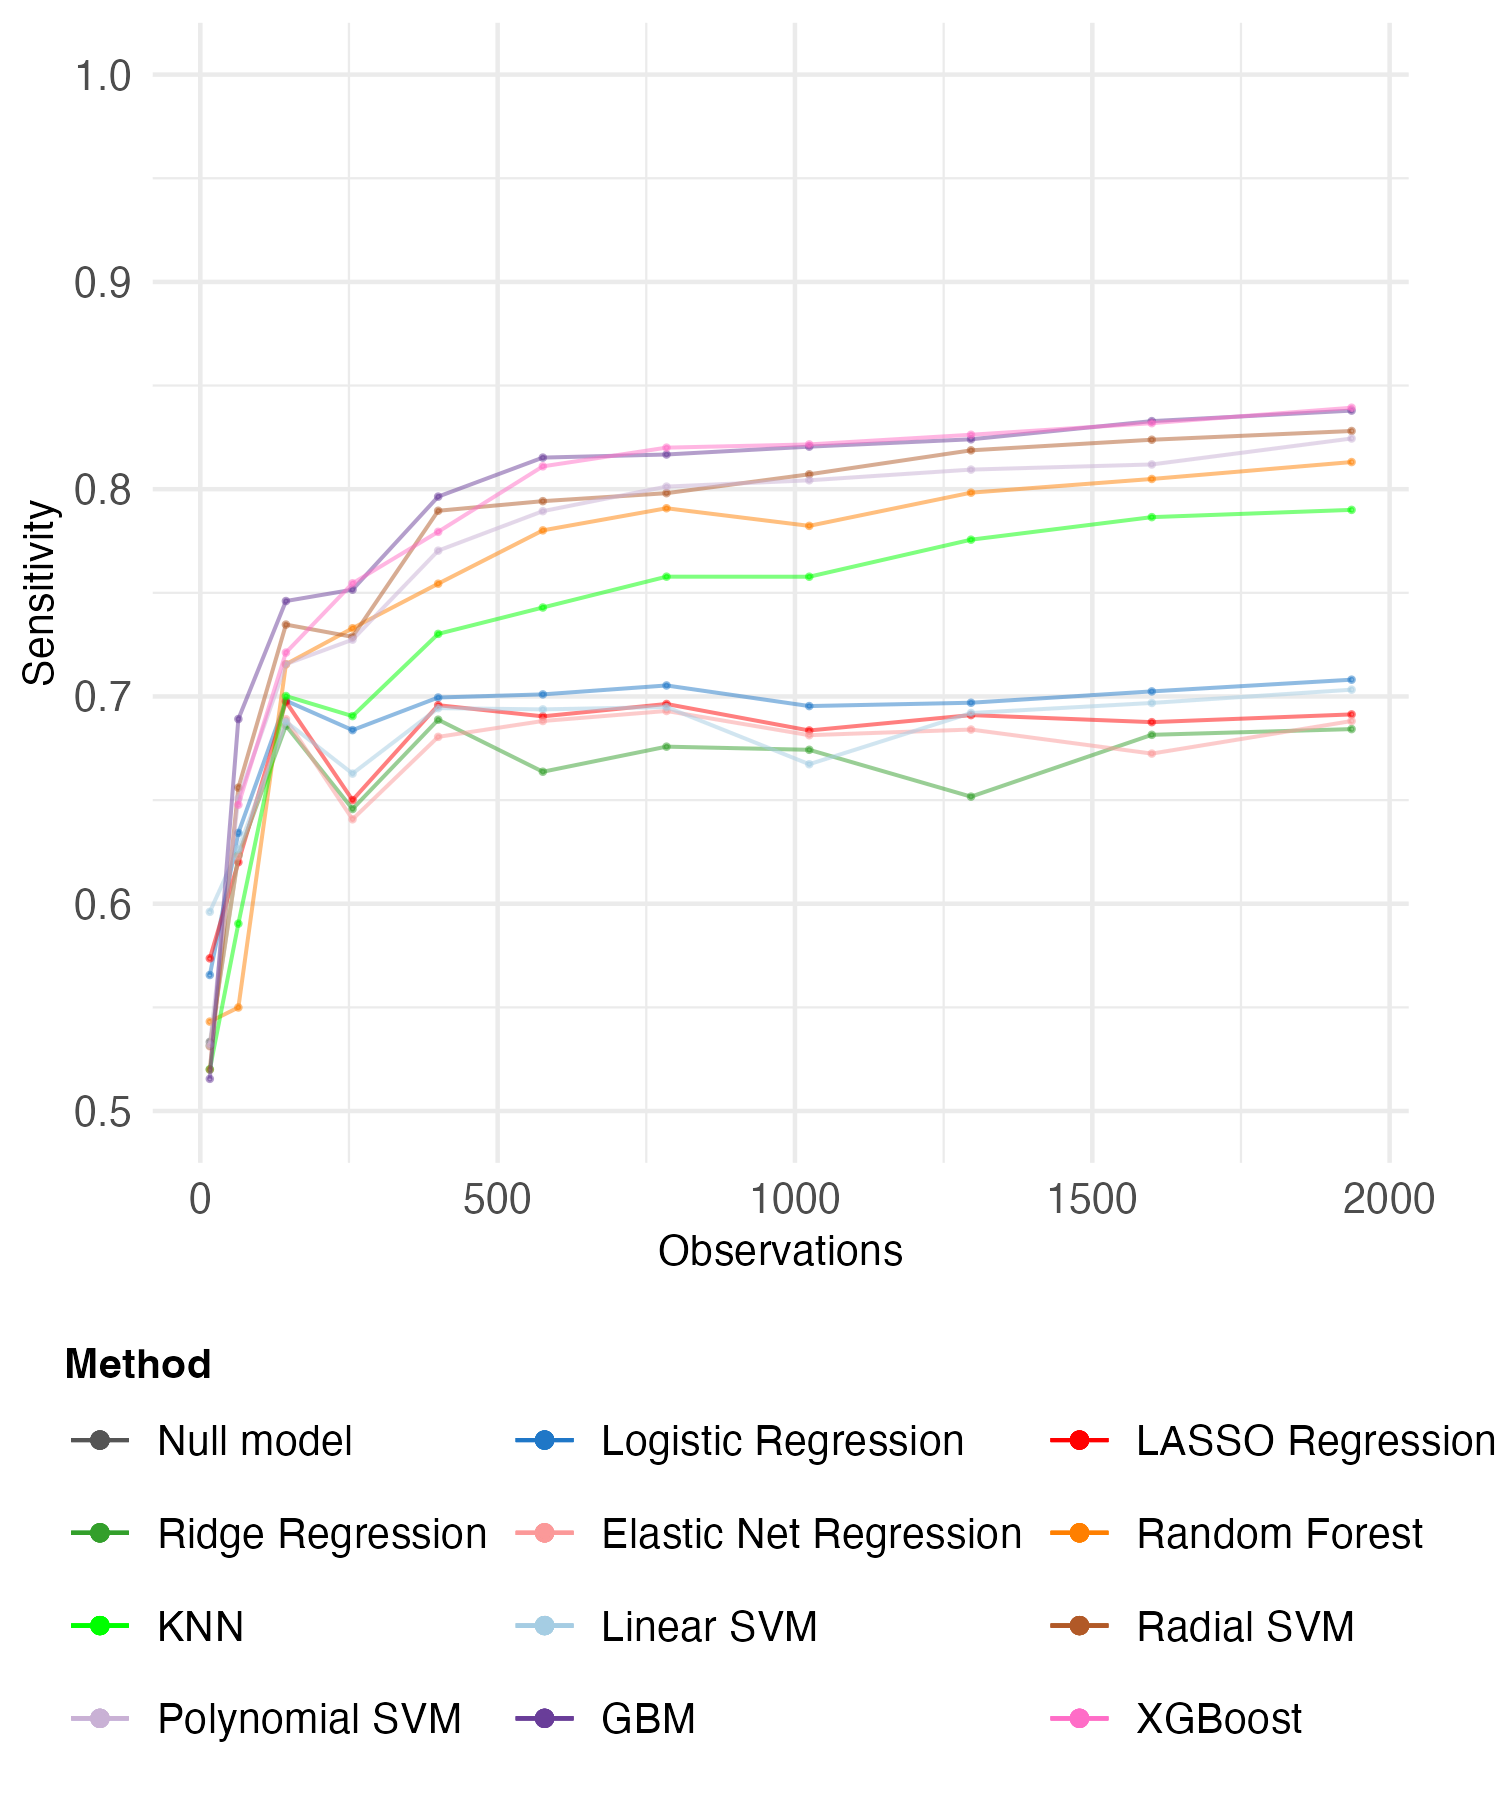 1.0
0.9
0.8
0.7
0.6
0.5
Sensitivity
0 500 1000 1500 2000
Observations
Method
Null model Logistic Regression LASSO Regression
Ridge Regression Elastic Net Regression Random Forest
KNN Linear SVM Radial SVM
Polynomial SVM GBM XGBoost